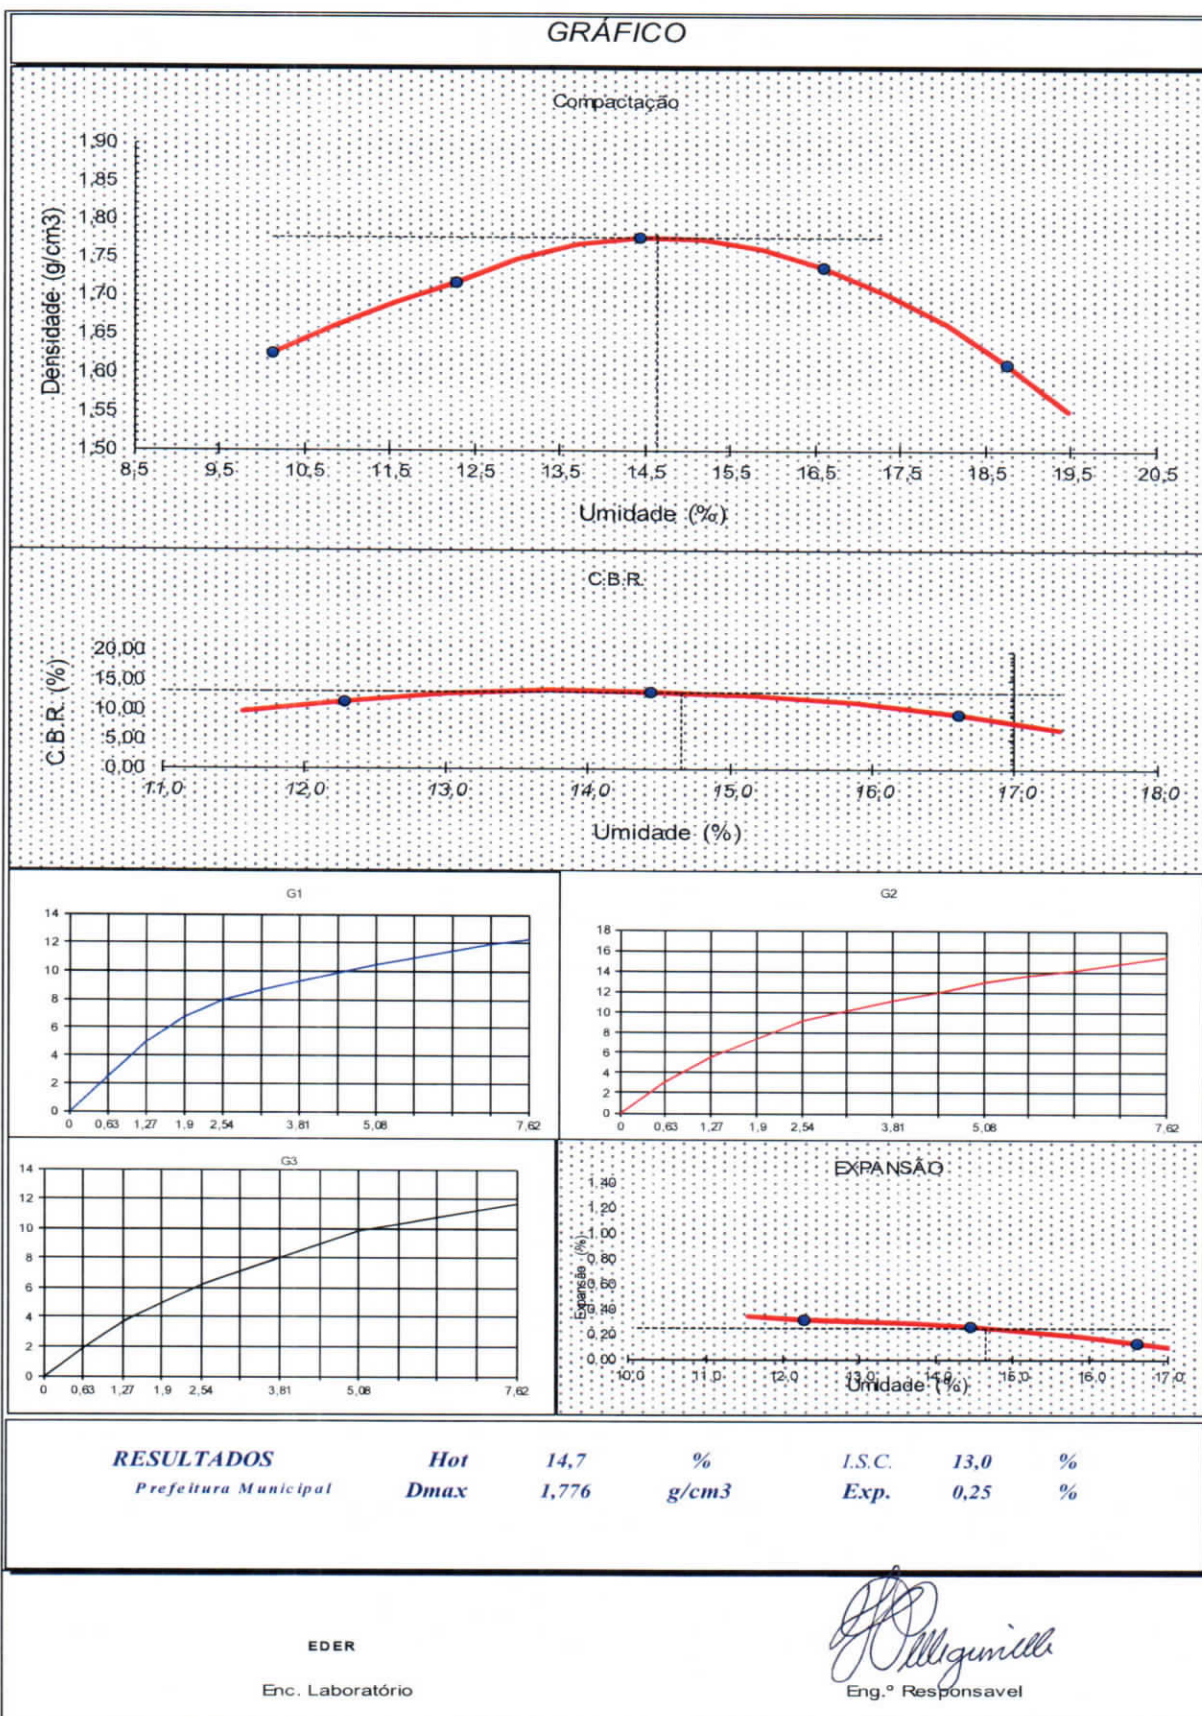 GRÁFICO
Compactação
Densidade (g/cm3)
1,90
1,85
1,80
1,75
1,70
1,65
1,60
1,55
1,50
8,5 9,5 10,5 11,5 12,5 13,5 14,5 15,5 16,5 17,5 18,5 19,5 20,5
Umidade (%)
C.B.R.
C.B.R. (%)
20,00
15,00
10,00
5,00
0,00
11,0 12,0 13,0 14,0 15,0 16,0 17,0 18,0
Umidade (%)
G1
14
12
10
8
6
4
2
0
0 0,63 1,27 1,9 2,54 3,81 5,08 7,62
G2
18
16
14
12
10
8
6
4
2
0
0 0,63 1,27 1,9 2,54 3,81 5,08 7,62
G3
14
12
10
8
6
4
2
0
0 0,63 1,27 1,9 2,54 3,81 5,08 7,62
EXPANSÃO
Expansão (%)
1,40
1,20
1,00
0,80
0,60
0,40
0,20
0,00
10,0 11,0 12,0 13,0 14,0 15,0 16,0 17,0
Umidade (%)
RESULTADOS Hot 14,7 % I.S.C. 13,0 %
Prefeitura Municipal Dmax 1,776 g/cm3 Exp. 0,25 %
EDER
Enc. Laboratório
Eng.º Responsavel